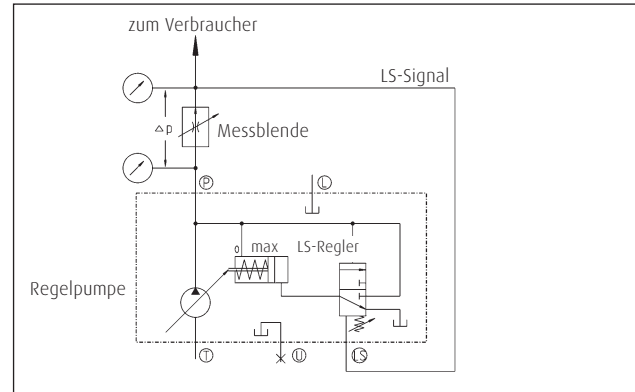 zum Verbraucher
LS-Signal
Δp
Messblende
P
L
0 max LS-Regler
Regelpumpe
T
U
LS